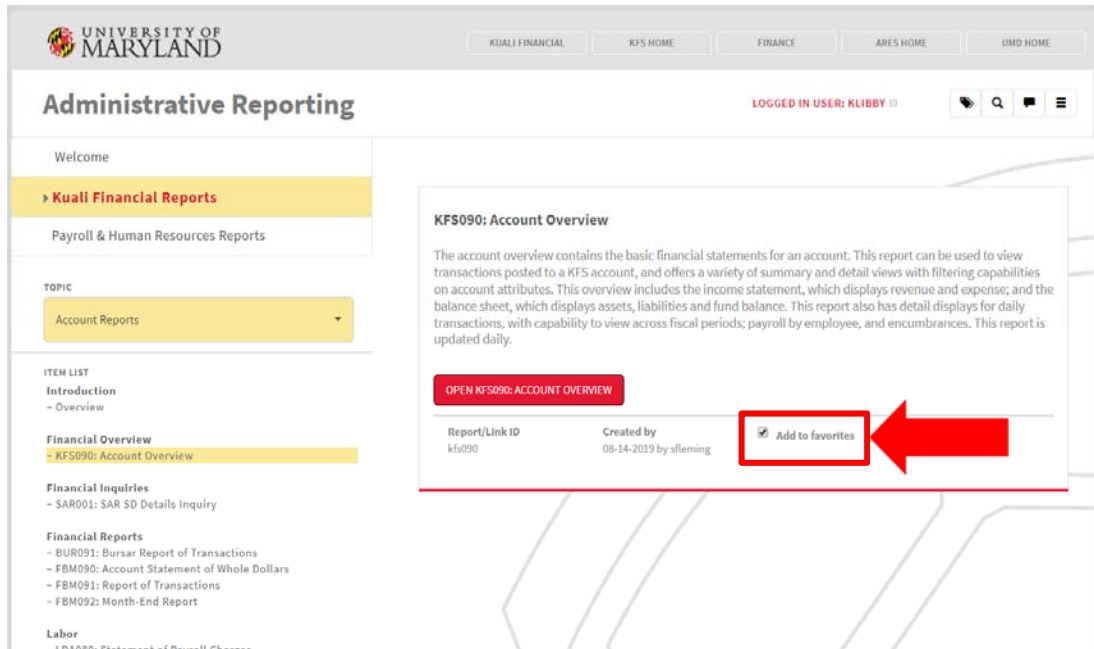 UNIVERSITY OF
MARYLAND
KUALI FINANCIAL
KFS HOME
FINANCE
ARES HOME
UMD HOME
Administrative Reporting
LOGGED IN USER: KLIBBY
Welcome
Kuali Financial Reports
Payroll & Human Resources Reports
TOPIC
Account Reports
ITEM LIST
Introduction
– Overview
Financial Overview
– KFS090: Account Overview
Financial Inquiries
– SAR001: SAR SD Details Inquiry
Financial Reports
– BUR091: Bursar Report of Transactions
– FBM090: Account Statement of Whole Dollars
– FBM091: Report of Transactions
– FBM092: Month-End Report
Labor
KFS090: Account Overview
The account overview contains the basic financial statements for an account. This report can be used to view
transactions posted to a KFS account, and offers a variety of summary and detail views with filtering capabilities
on account attributes. This overview includes the income statement, which displays revenue and expense; and the
balance sheet, which displays assets, liabilities and fund balance. This report also has detail displays for daily
transactions, with capability to view across fiscal periods; payroll by employee, and encumbrances. This report is
updated daily.
OPEN KFS090: ACCOUNT OVERVIEW
Report/Link ID
kfs090
Created by
08-14-2019 by sfleming
Add to favorites